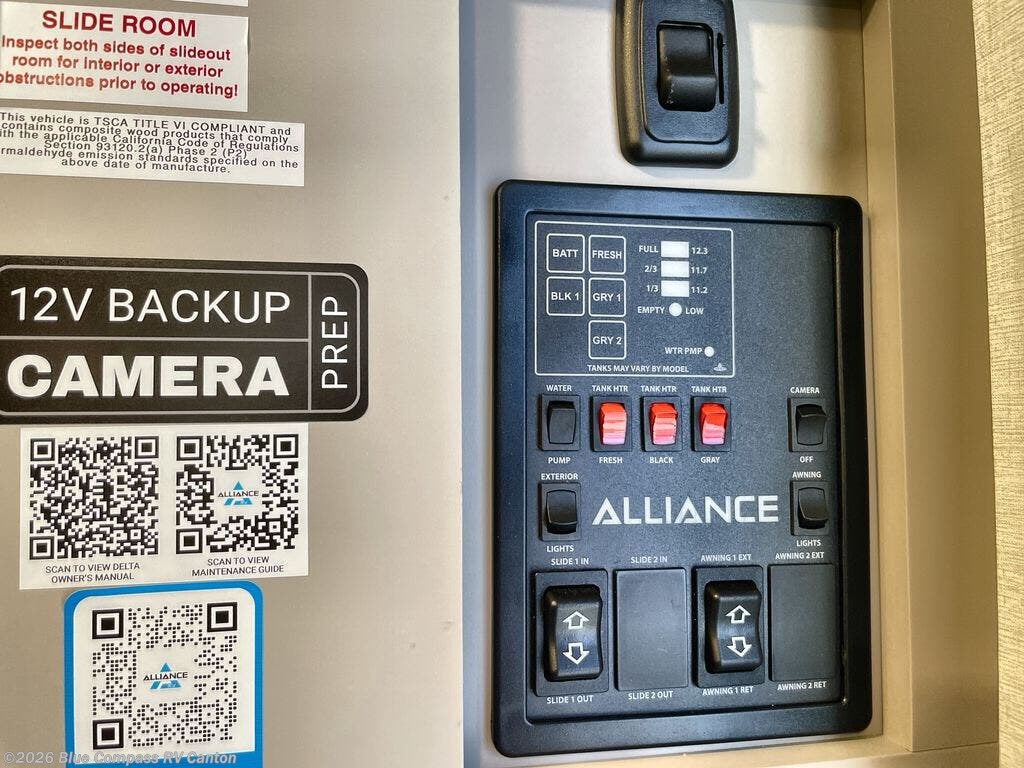 SLIDE ROOM
Inspect both sides of slideout
room for interior or exterior
obstructions prior to operating!
This vehicle is TSCA TITLE VI COMPLIANT and
contains composite wood products that comply
with the applicable California Code of Regulations
Section 93120.2(a) Phase 2 (P2)
rmaldehyde emission standards specified on the
above date of manufacture.
12V BACKUP
CAMERA
PREP
ALLIANCE
SCAN TO VIEW DELTA
OWNER'S MANUAL
SCAN TO VIEW
MAINTENANCE GUIDE
ALLIANCE
RV
BATT FRESH
BLK 1 GRY 1
GRY 2
FULL 12.3
2/3 11.7
1/3 11.2
EMPTY LOW
WTR PMP
TANKS MAY VARY BY MODEL
WATER TANK HTR TANK HTR TANK HTR CAMERA
PUMP FRESH BLACK GRAY OFF
EXTERIOR AWNING
ALLIANCE
LIGHTS LIGHTS
SLIDE 1 IN SLIDE 2 IN AWNING 1 EXT AWNING 2 EXT
SLIDE 1 OUT SLIDE 2 OUT AWNING 1 RET AWNING 2 RET
©2026 Blue Compass RV Canton